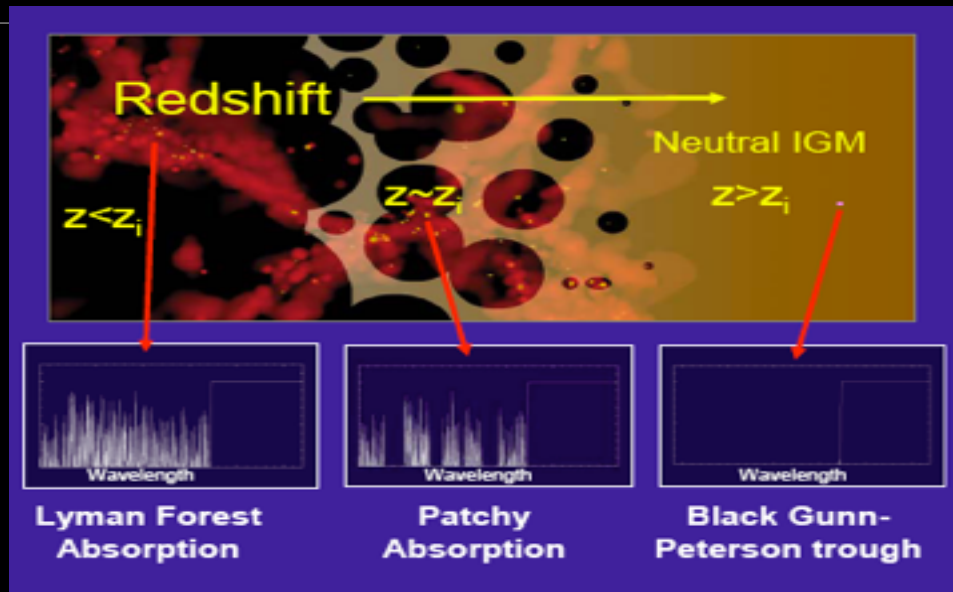 Redshift
Neutral IGM
z<zᵢ
z~zᵢ
z>zᵢ
Wavelength
Wavelength
Wavelength
Lyman Forest
Absorption
Patchy
Absorption
Black Gunn-
Peterson trough